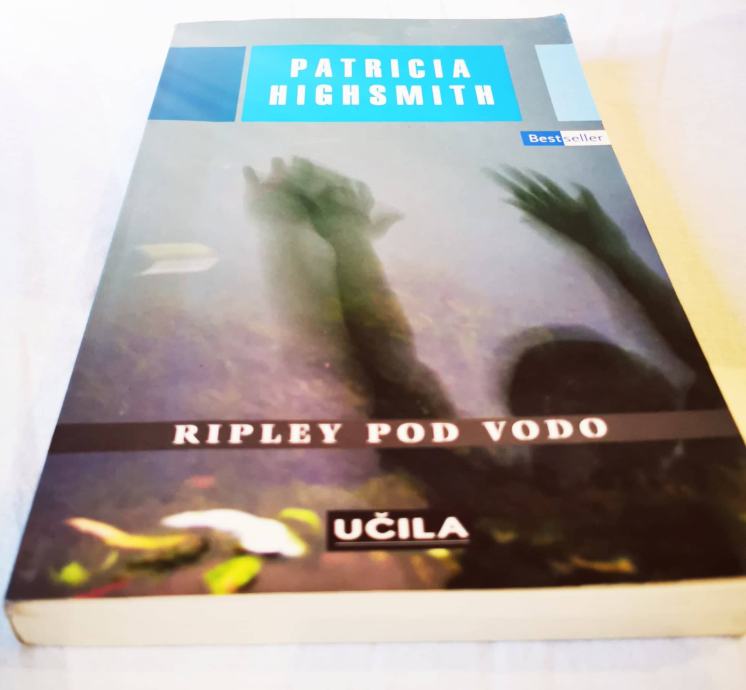 PATRICIA
HIGHSMITH
Bestseller
RIPLEY POD VODO
UČILA